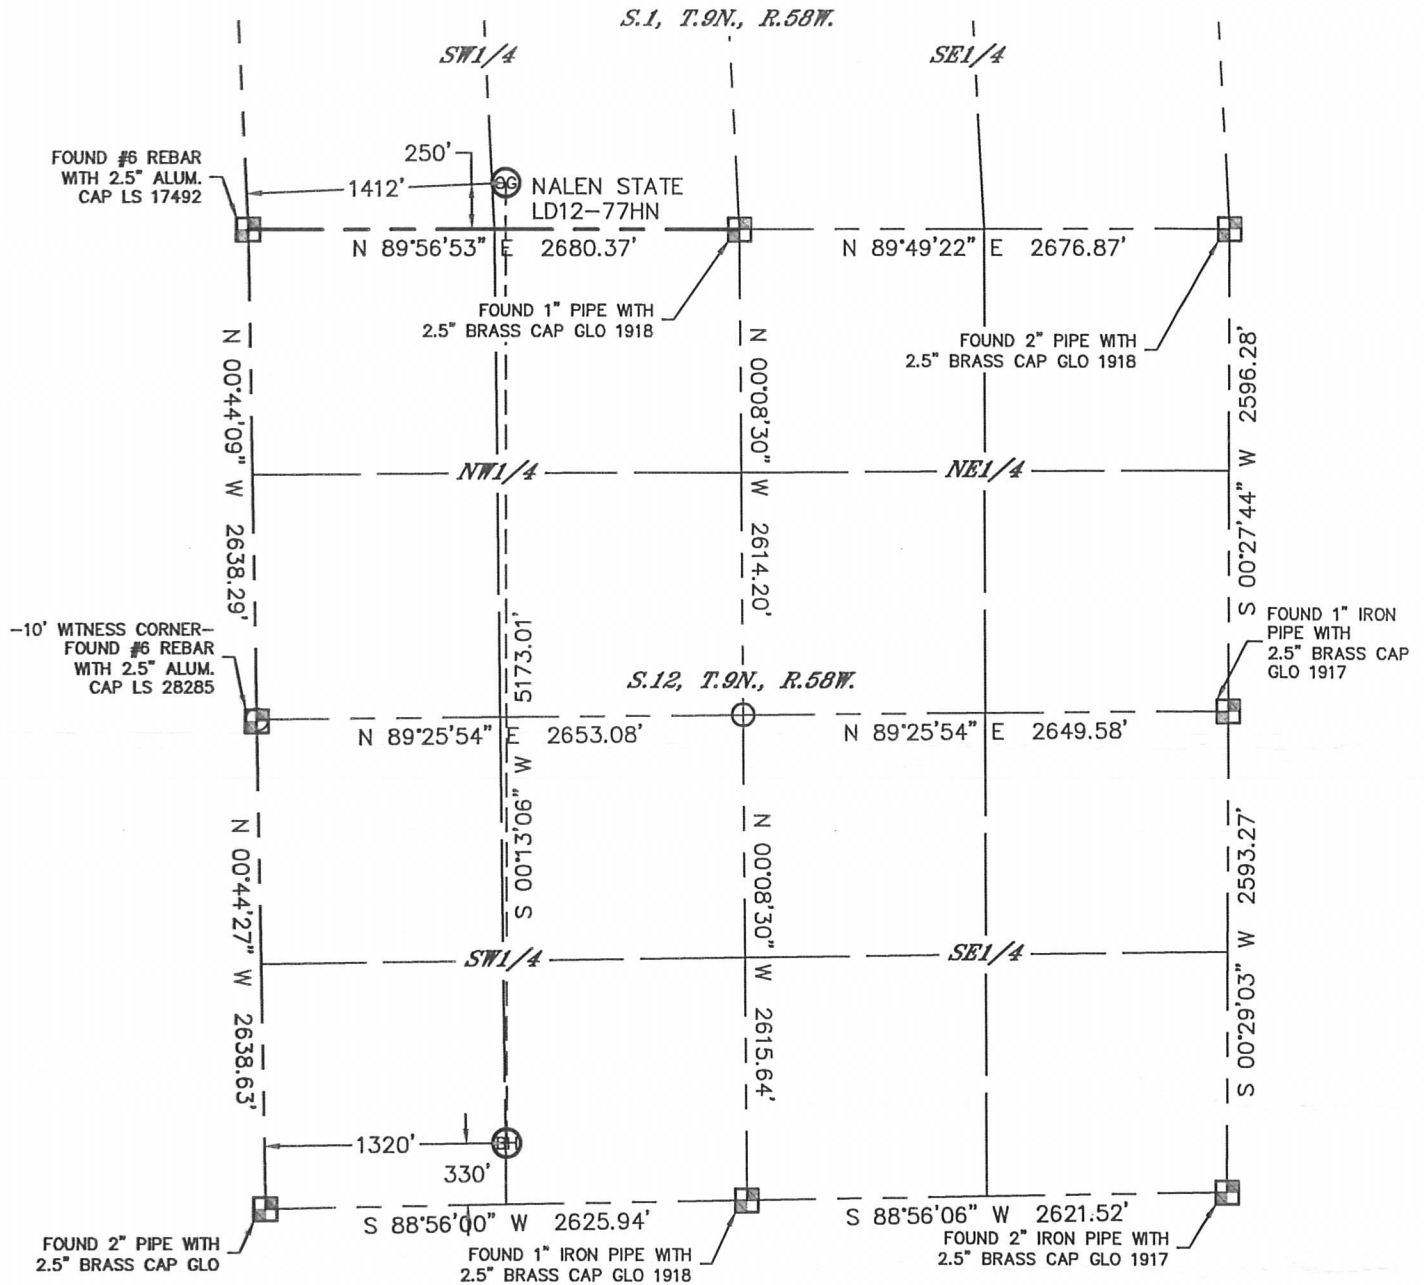 S.1, T.9N., R.58W.
SW1/4
SE1/4
250'
1412'
OG
NALEN STATE
LD12-77HN
FOUND #6 REBAR
WITH 2.5" ALUM.
CAP LS 17492
N 89°56'53" E 2680.37'
N 89°49'22" E 2676.87'
FOUND 1" PIPE WITH
2.5" BRASS CAP GLO 1918
FOUND 2" PIPE WITH
2.5" BRASS CAP GLO 1918
N 00°44'09" W 2638.29'
N 00°08'30" W 2614.20'
S 00°27'44" W 2596.28'
NW1/4
NE1/4
-10' WITNESS CORNER-
FOUND #6 REBAR
WITH 2.5" ALUM.
CAP LS 28285
S 00°13'06" W 5173.01'
S.12, T.9N., R.58W.
FOUND 1" IRON
PIPE WITH
2.5" BRASS CAP
GLO 1917
N 89°25'54" E 2653.08'
N 89°25'54" E 2649.58'
N 00°44'27" W 2638.63'
N 00°08'30" W 2615.64'
S 00°29'03" W 2593.27'
SW1/4
SE1/4
1320'
BH
330'
S 88°56'00" W 2625.94'
S 88°56'06" W 2621.52'
FOUND 2" PIPE WITH
2.5" BRASS CAP GLO
FOUND 1" IRON PIPE WITH
2.5" BRASS CAP GLO 1918
FOUND 2" IRON PIPE WITH
2.5" BRASS CAP GLO 1917